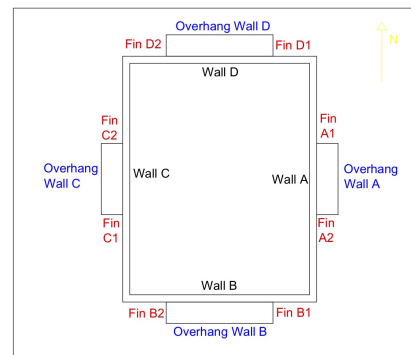 Overhang Wall D
Fin D2
Fin D1
N
Wall D
Fin
C2
Fin
A1
Overhang
Wall C
Wall C
Wall A
Overhang
Wall A
Fin
C1
Fin
A2
Wall B
Fin B2
Fin B1
Overhang Wall B